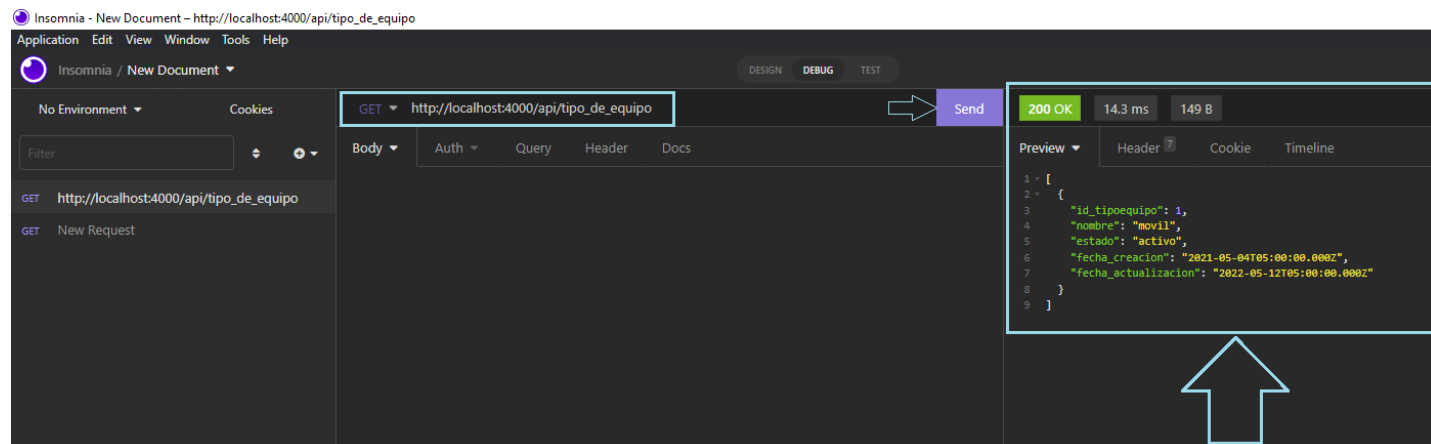 Insomnia - New Document – http://localhost:4000/api/tipo_de_equipo
Application Edit View Window Tools Help
Insomnia / New Document
DESIGN DEBUG TEST
No Environment Cookies
GET http://localhost:4000/api/tipo_de_equipo Send
200 OK 14.3 ms 149 B
Filter
Body Auth Query Header Docs
Preview Header 7 Cookie Timeline
GET http://localhost:4000/api/tipo_de_equipo
GET New Request
1 [
2 {
3 "id_tipoequipo": 1,
4 "nombre": "movil",
5 "estado": "activo",
6 "fecha_creacion": "2021-05-04T05:00:00.000Z",
7 "fecha_actualizacion": "2022-05-12T05:00:00.000Z"
8 }
9 ]